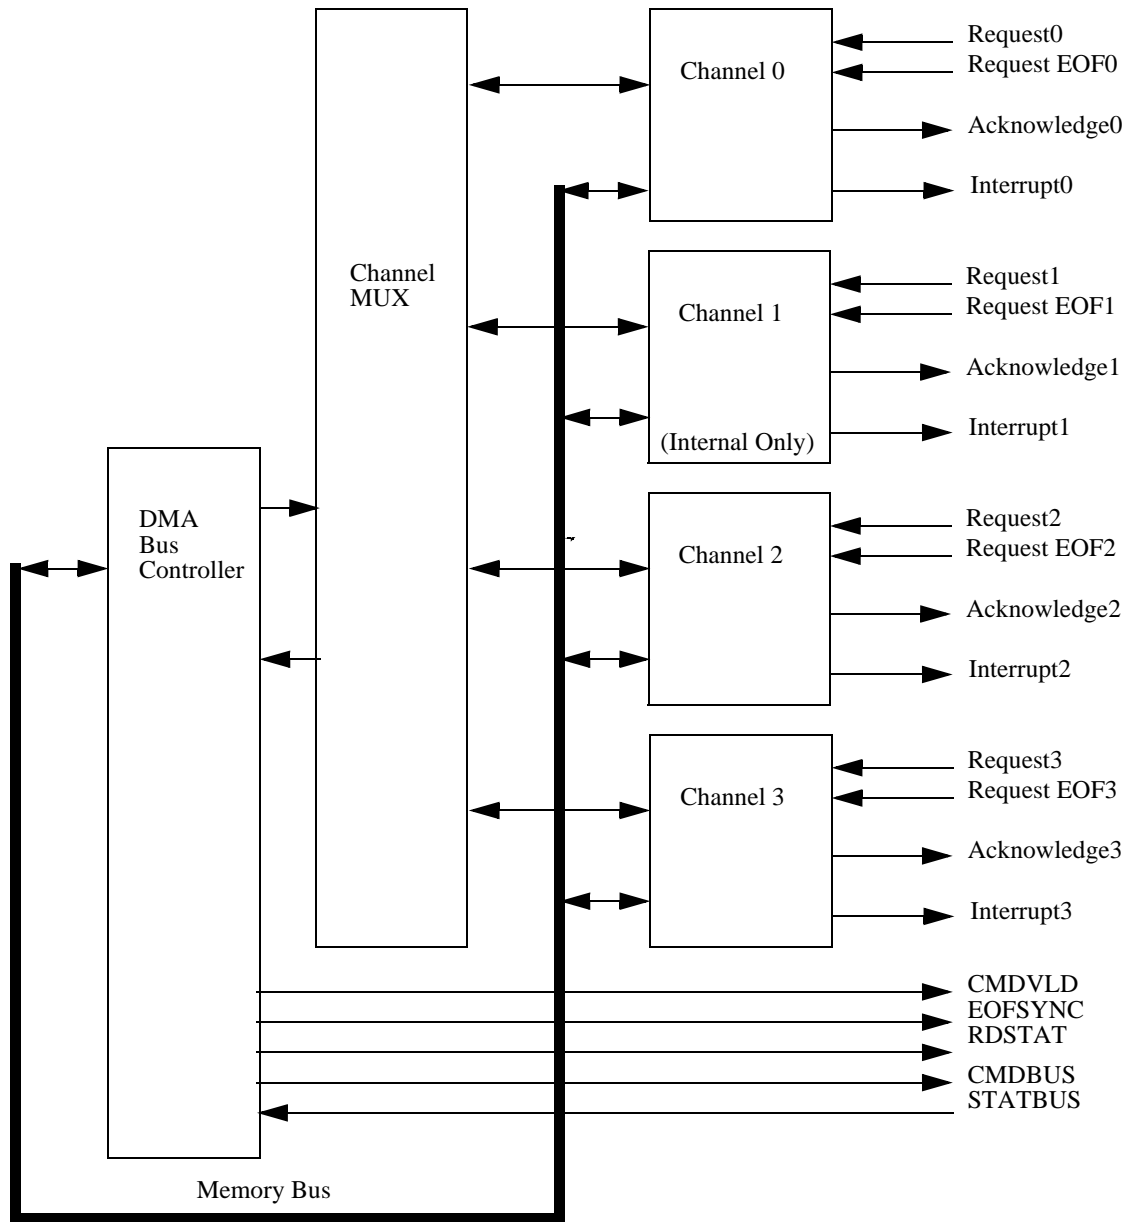 Request0
Request EOF0
Channel 0
Acknowledge0
Interrupt0
Channel
MUX
Request1
Request EOF1
Channel 1
Acknowledge1
Interrupt1
(Internal Only)
DMA
Bus
Controller
Request2
Request EOF2
Channel 2
Acknowledge2
Interrupt2
Request3
Request EOF3
Channel 3
Acknowledge3
Interrupt3
CMDVLD
EOFSYNC
RDSTAT
CMDBUS
STATBUS
Memory Bus